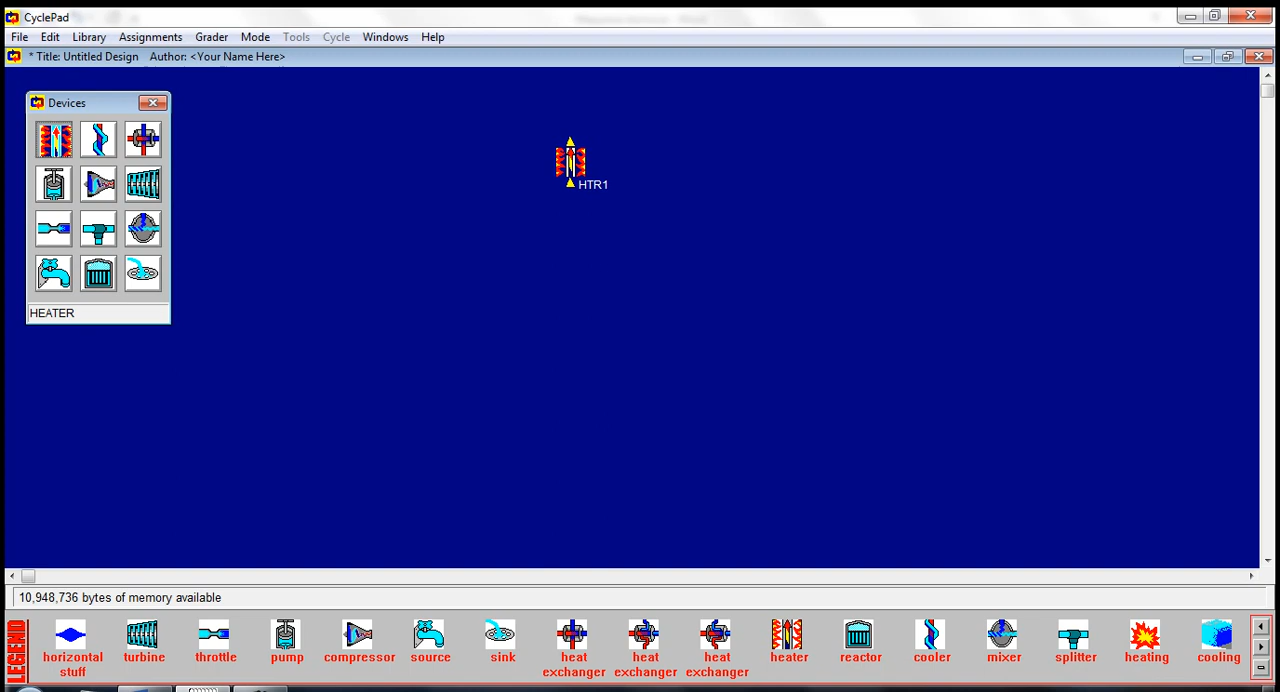 CyclePad
File Edit Library Assignments Grader Mode Tools Cycle Windows Help
* Title: Untitled Design Author: <Your Name Here>
Devices
HTR1
HEATER
10,948,736 bytes of memory available
LEGEND
horizontal stuff
turbine
throttle
pump
compressor
source
sink
heat exchanger
heat exchanger
heat exchanger
heater
reactor
cooler
mixer
splitter
heating
cooling